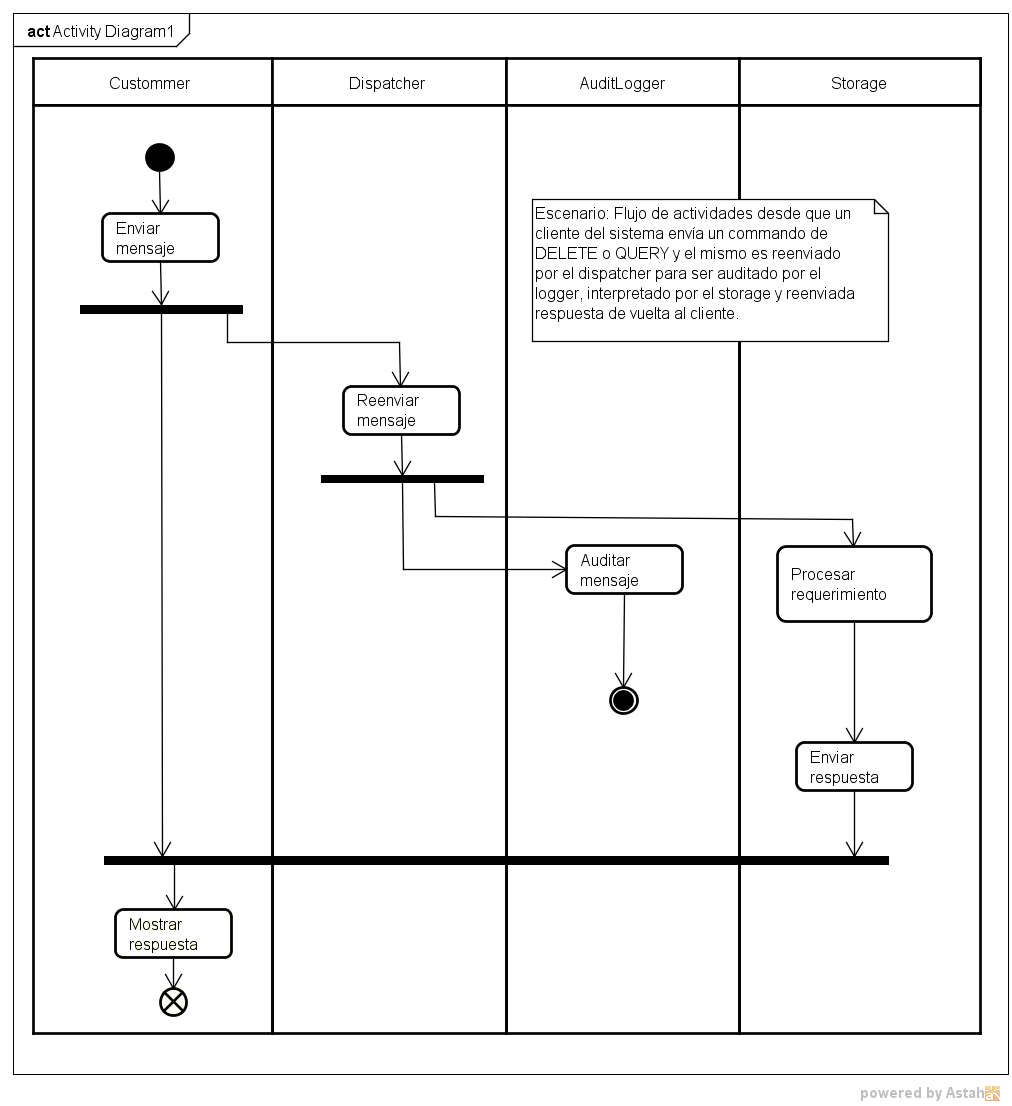 act Activity Diagram1
Custommer
Dispatcher
AuditLogger
Storage
Enviar
mensaje
Escenario: Flujo de actividades desde que un
cliente del sistema envía un commando de
DELETE o QUERY y el mismo es reenviado
por el dispatcher para ser auditado por el
logger, interpretado por el storage y reenviada
respuesta de vuelta al cliente.
Reenviar
mensaje
Auditar
mensaje
Procesar
requerimiento
Enviar
respuesta
Mostrar
respuesta
powered by Astah